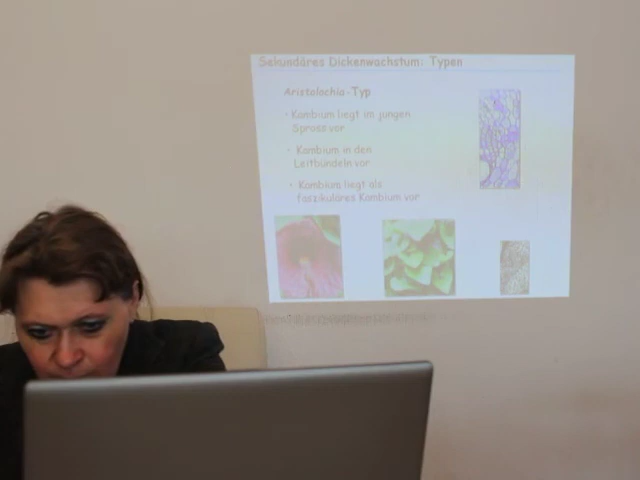 Sekundäres Dickenwachstum: Typen
Aristolochia-Typ
• Kambium liegt im jungen
Spross vor
• Kambium in den
Leitbündeln vor
• Kambium liegt als
faszikuläres Kambium vor